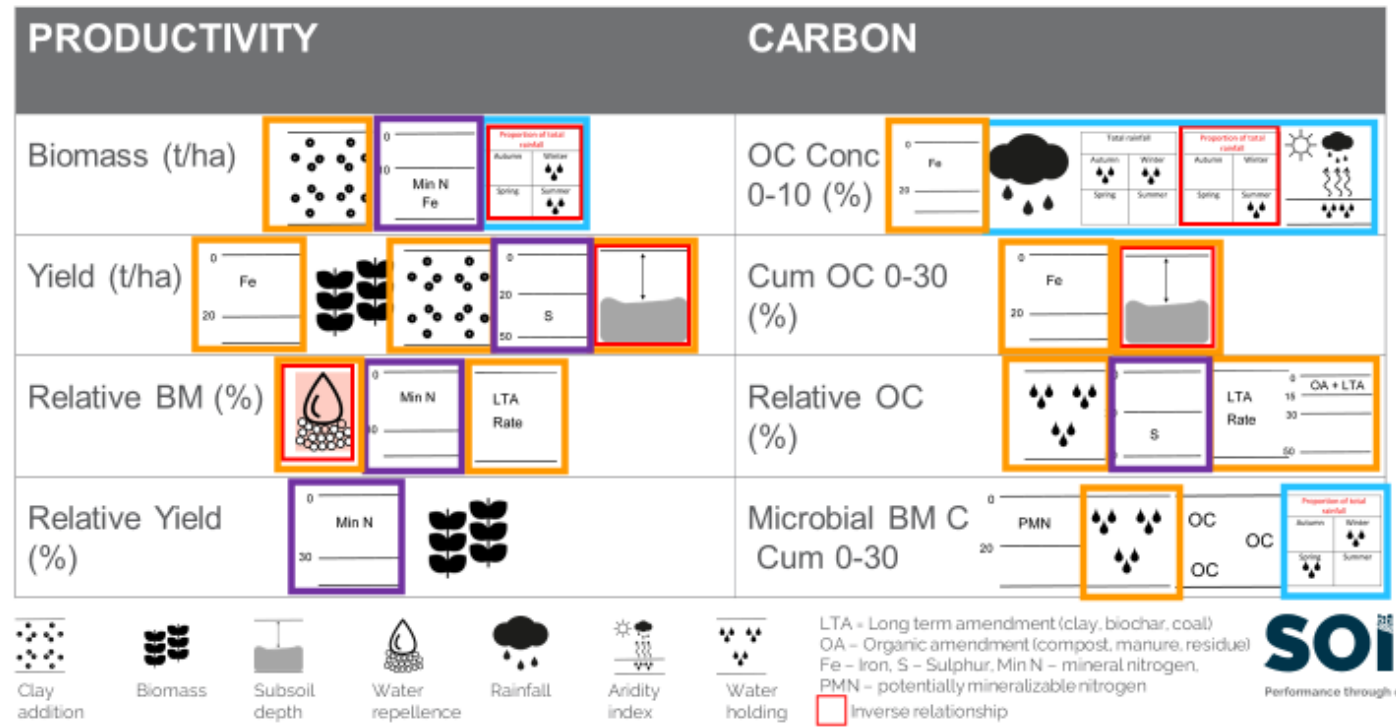 PRODUCTIVITY
CARBON
Biomass (t/ha)
0
10
Min N
Fe
Proportion of total
rainfall
Autumn Winter
Spring Summer
OC Conc
0-10 (%)
0
Fe
20
Total rainfall
Autumn Winter
Spring Summer
Proportion of total
rainfall
Autumn Winter
Spring Summer
Yield (t/ha)
0
Fe
20
0
20
S
50
Cum OC 0-30
(%)
0
Fe
20
Relative BM (%)
0
Min N
LTA
Rate
Relative OC
(%)
S
LTA
Rate
0
OA + LTA
15
30
50
Relative Yield
(%)
0
Min N
30
Microbial BM C
Cum 0-30
0
PMN
20
OC
OC
OC
Proportion of total
rainfall
Autumn Winter
Spring Summer
Clay
addition
Biomass
Subsoil
depth
Water
repellence
Rainfall
Aridity
index
Water
holding
LTA - Long term amendment (clay, biochar, coal)
OA – Organic amendment (compost, manure, residue)
Fe – Iron, S – Sulphur, Min N – mineral nitrogen,
PMN – potentially mineralizable nitrogen
Inverse relationship
SOi
Performance through